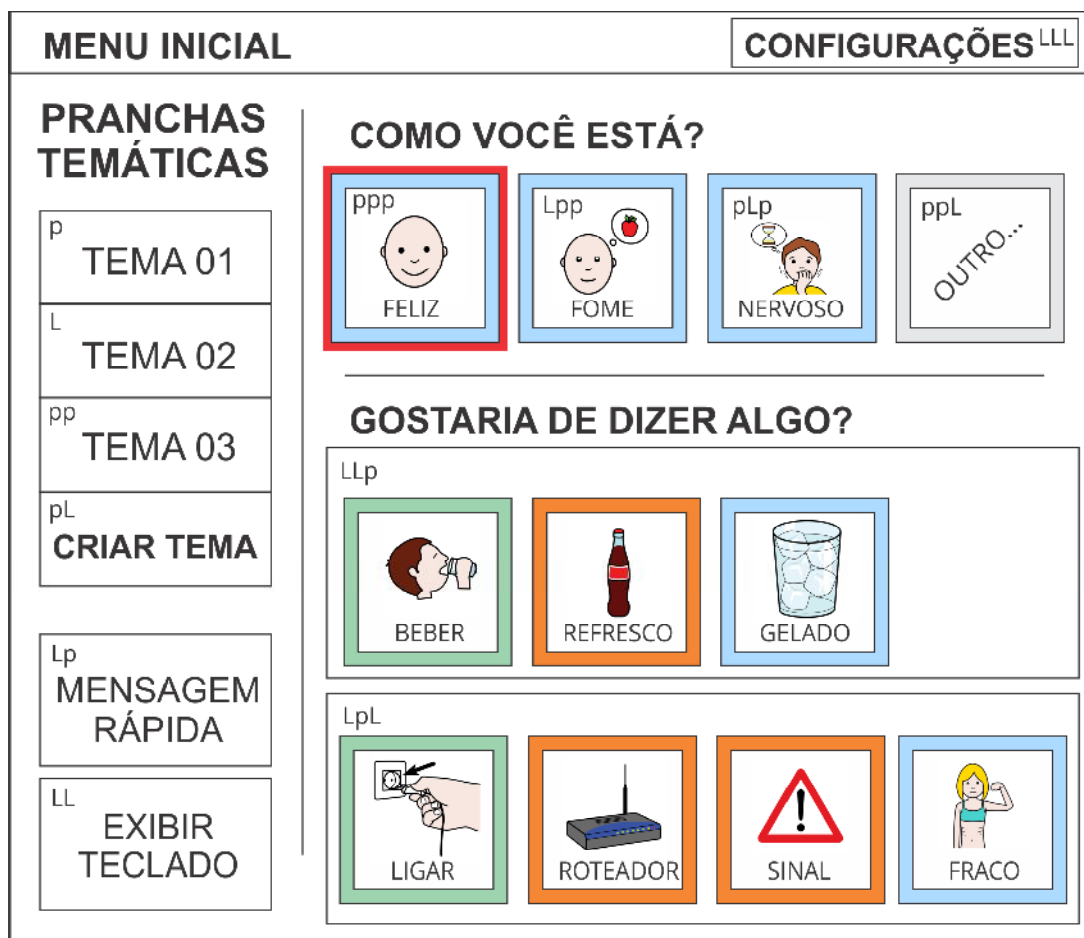 MENU INICIAL
CONFIGURAÇÕES LLL
PRANCHAS
TEMÁTICAS
p
TEMA 01
L
TEMA 02
pp
TEMA 03
pL
CRIAR TEMA
Lp
MENSAGEM
RÁPIDA
LL
EXIBIR
TECLADO
COMO VOCÊ ESTÁ?
ppp
FELIZ
Lpp
FOME
pLp
NERVOSO
ppL
OUTRO...
GOSTARIA DE DIZER ALGO?
LLp
BEBER
REFRESCO
GELADO
LpL
LIGAR
ROTEADOR
SINAL
FRACO